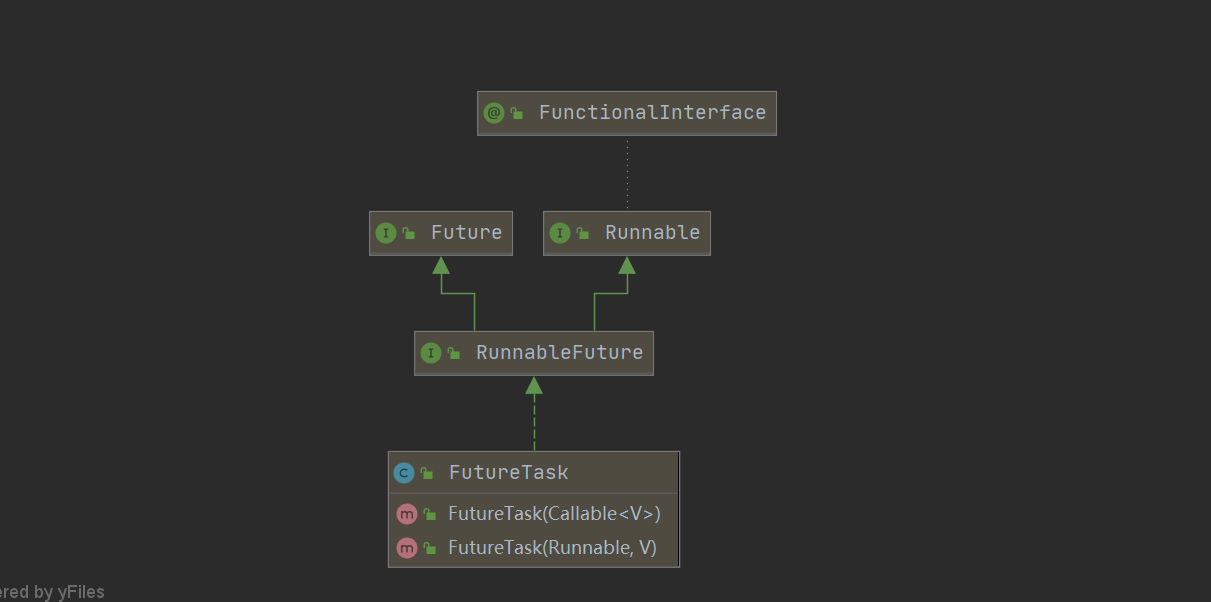 @ FunctionalInterface
I Future
I Runnable
I RunnableFuture
C FutureTask
m FutureTask(Callable<V>)
m FutureTask(Runnable, V)
ered by yFiles